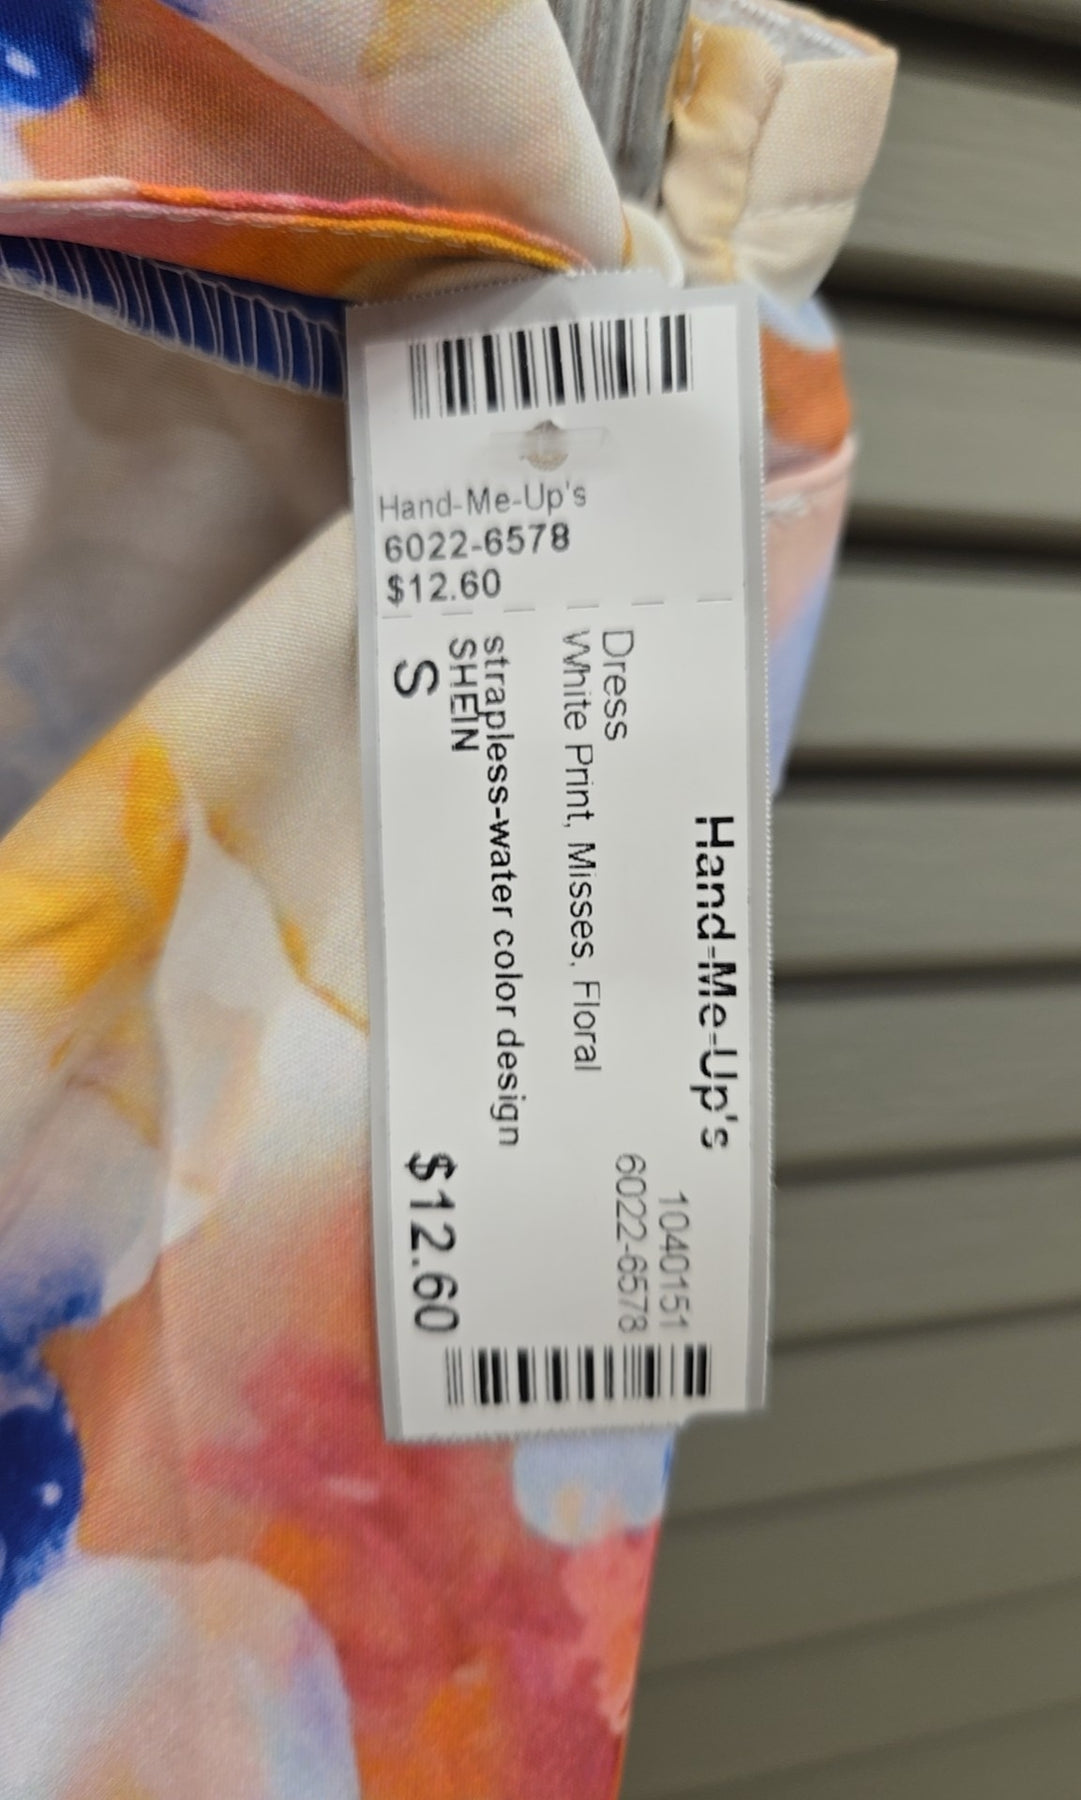 Hand-Me-Up's
6022-6578
$12.60
Hand-Me-Up's
1040151
6022-6578
Dress
White Print, Misses, Floral
strapless-water color design
SHEIN
S
$12.60